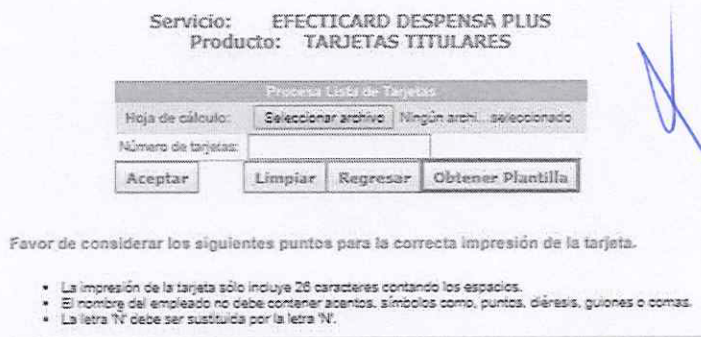 Servicio: EFECTICARD DESPENSA PLUS
Producto: TARJETAS TITULARES
Procesa Lista de Tarjetas
Hoja de cálculo: Seleccionar archivo Ningún archi... seleccionado
Número de tarjetas:
Aceptar Limpiar Regresar Obtener Plantilla
Favor de considerar los siguientes puntos para la correcta impresión de la tarjeta.
• La impresión de la tarjeta sólo incluye 26 caracteres contando los espacios.
• El nombre del empleado no debe contener acentos, símbolos como, puntos, diéresis, guiones o comas.
• La letra 'Ñ' debe ser sustituida por la letra 'N'.